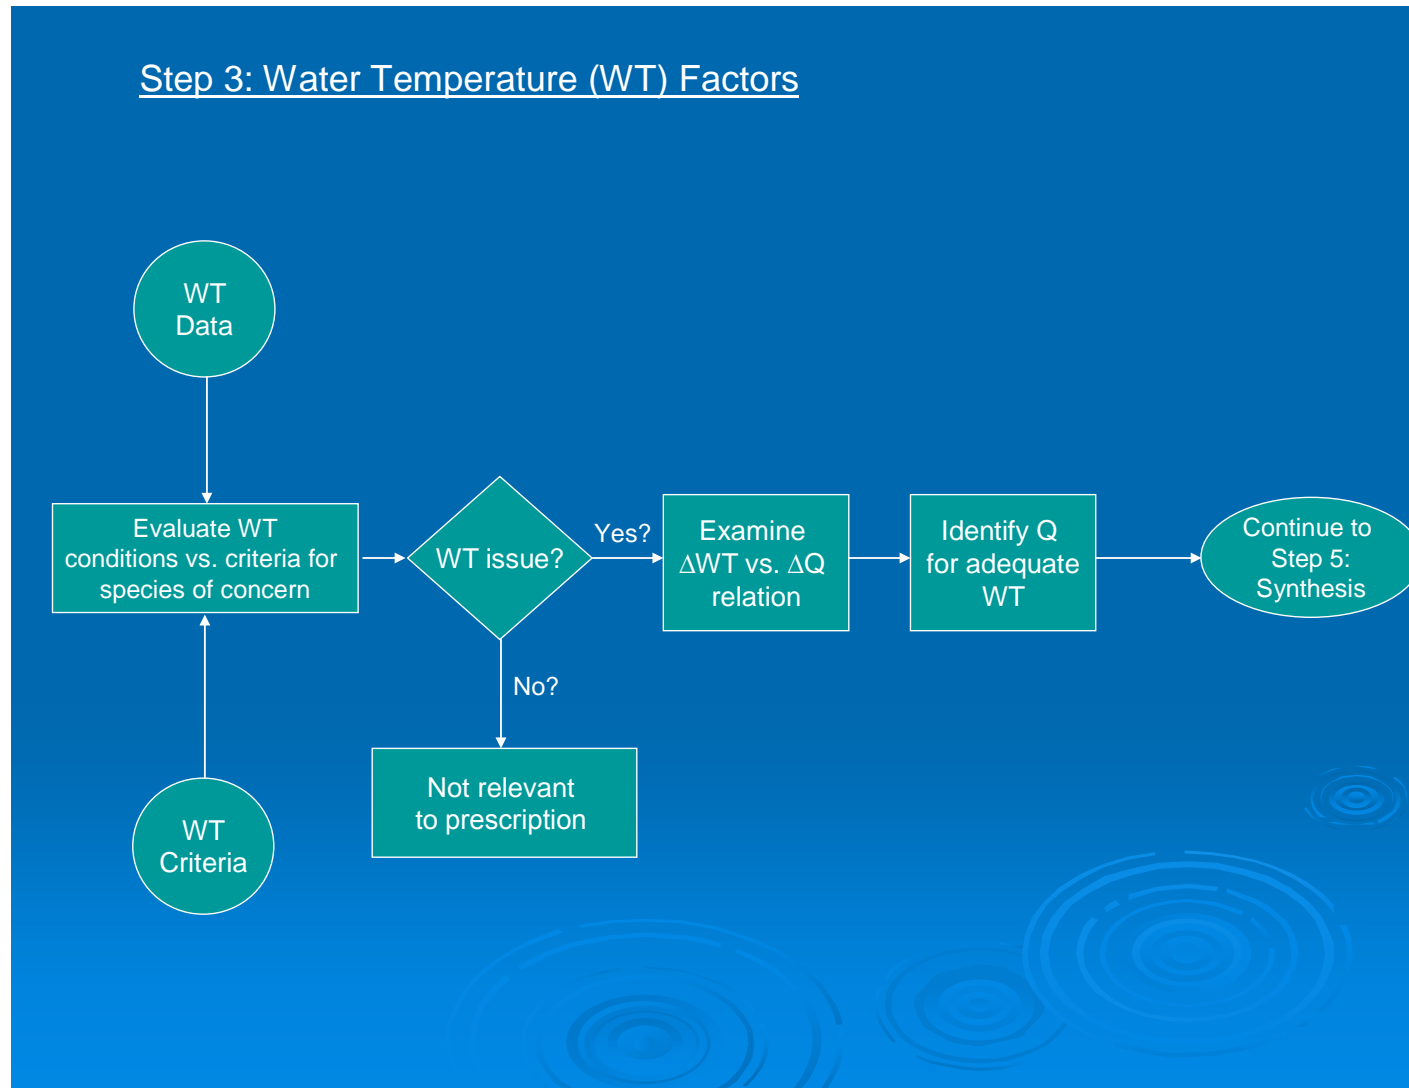 Step 3: Water Temperature (WT) Factors
WT
Data
Evaluate WT
conditions vs. criteria for
species of concern
WT
Criteria
WT issue?
Yes?
No?
Not relevant
to prescription
Examine
∆WT vs. ∆Q
relation
Identify Q
for adequate
WT
Continue to
Step 5:
Synthesis